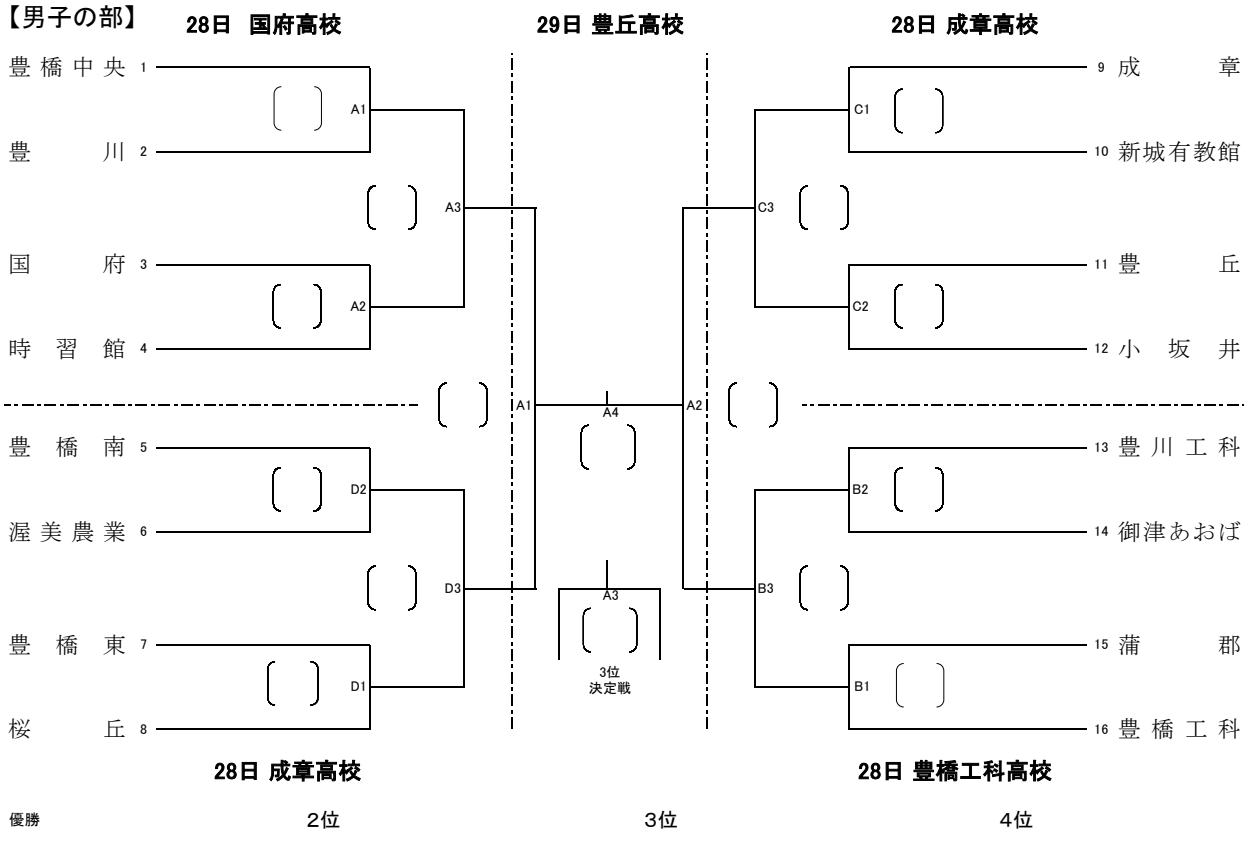 【男子の部】
28日 国府高校
29日 豊丘高校
28日 成章高校
豊橋中央 1
9 成章
A1
C1
豊川 2
10 新城有教館
A3
C3
国府 3
11 豊丘
A2
C2
時習館 4
12 小坂井
A1
A4
A2
豊橋南 5
13 豊川工科
D2
B2
渥美農業 6
14 御津あおば
D3
A3
B3
豊橋東 7
15 蒲郡
3位
決定戦
D1
B1
桜丘 8
16 豊橋工科
28日 成章高校
28日 豊橋工科高校
優勝
2位
3位
4位